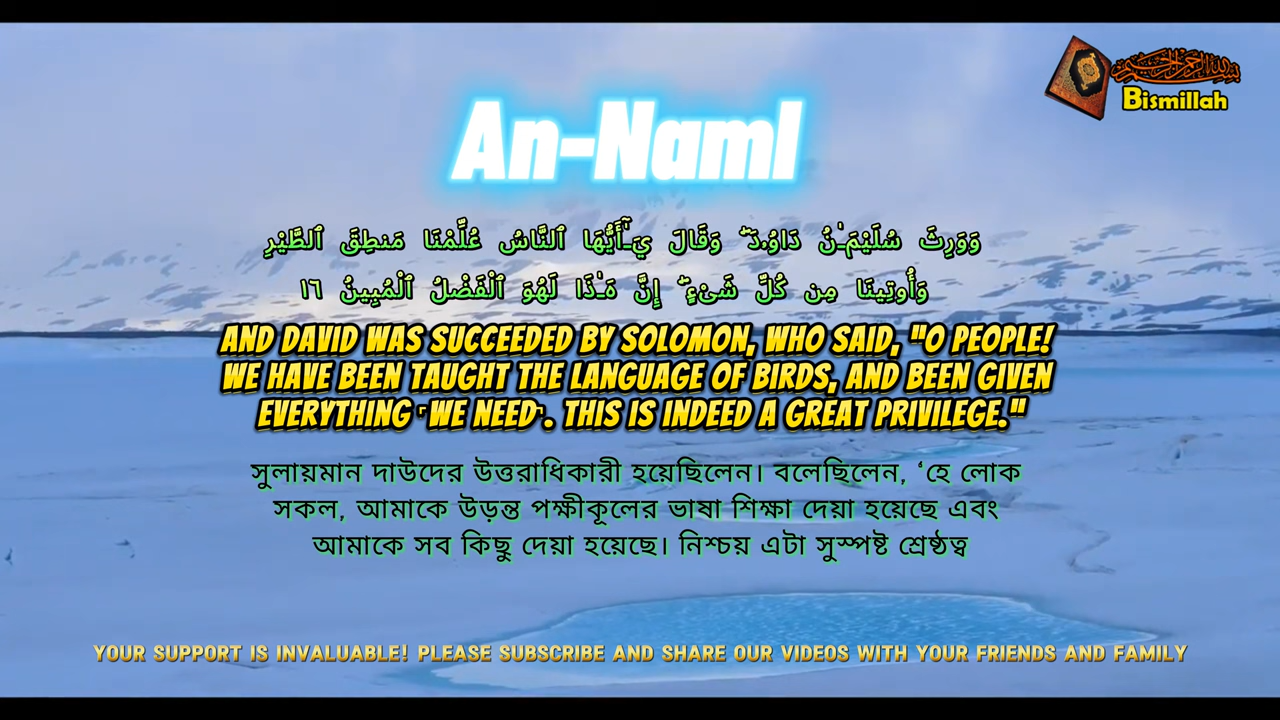 بسم الله الرحمن الرحيم
Bismillah
An-Naml
وَوَرِثَ سُلَيْمَـٰنُ دَاوُۥدَ ۖ وَقَالَ يَـٰٓأَيُّهَا ٱلنَّاسُ عُلِّمْنَا مَنطِقَ ٱلطَّيْرِ
وَأُوتِينَا مِن كُلِّ شَىْءٍ ۖ إِنَّ هَـٰذَا لَهُوَ ٱلْفَضْلُ ٱلْمُبِينُ ١٦
AND DAVID WAS SUCCEEDED BY SOLOMON, WHO SAID, "O PEOPLE!
WE HAVE BEEN TAUGHT THE LANGUAGE OF BIRDS, AND BEEN GIVEN
EVERYTHING ˹WE NEED˺. THIS IS INDEED A GREAT PRIVILEGE."
সুলায়মান দাউদের উত্তরাধিকারী হয়েছিলেন। বলেছিলেন, ‘হে লোক
সকল, আমাকে উড়ন্ত পক্ষীকূলের ভাষা শিক্ষা দেয়া হয়েছে এবং
আমাকে সব কিছু দেয়া হয়েছে। নিশ্চয় এটা সুস্পষ্ট শ্রেষ্ঠত্ব
YOUR SUPPORT IS INVALUABLE! PLEASE SUBSCRIBE AND SHARE OUR VIDEOS WITH YOUR FRIENDS AND FAMILY